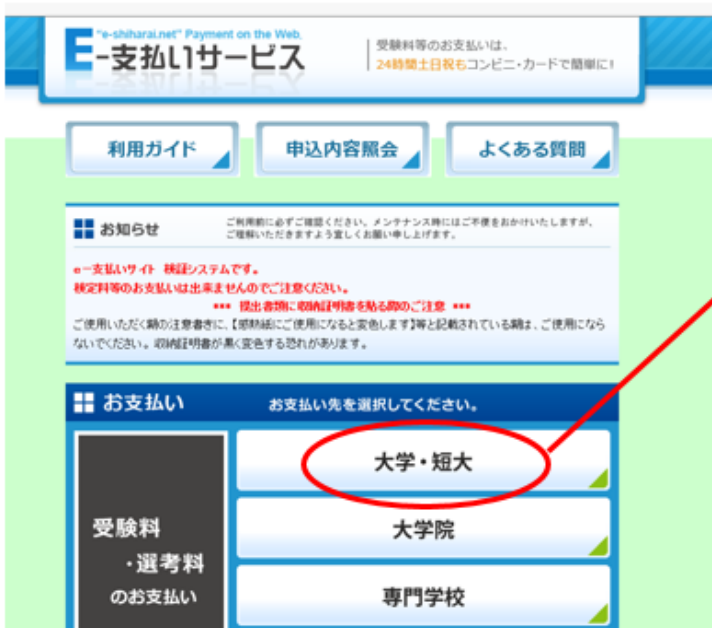 "e-shiharai.net" Payment on the Web.
E-支払いサービス
受験料等のお支払いは、
24時間土日祝もコンビニ・カードで簡単に!
利用ガイド
申込内容照会
よくある質問
お知らせ
ご利用前に必ずご確認ください。メンテナンス時にはご不便をおかけいたしますが、
ご理解いただきますよう宜しくお願い申し上げます。
e-支払いサイト 検証システムです。
検定料等のお支払いは出来ませんのでご注意ください。
*** 提出書類に収納証明書を貼る際のご注意 ***
ご使用いただく糊の注意書きに、【感熱紙にご使用になると変色します】等と記載されている糊は、ご使用になら
ないでください。収納証明書が黒く変色する恐れがあります。
お支払い
お支払い先を選択してください。
受験料
・選考料
のお支払い
大学・短大
大学院
専門学校